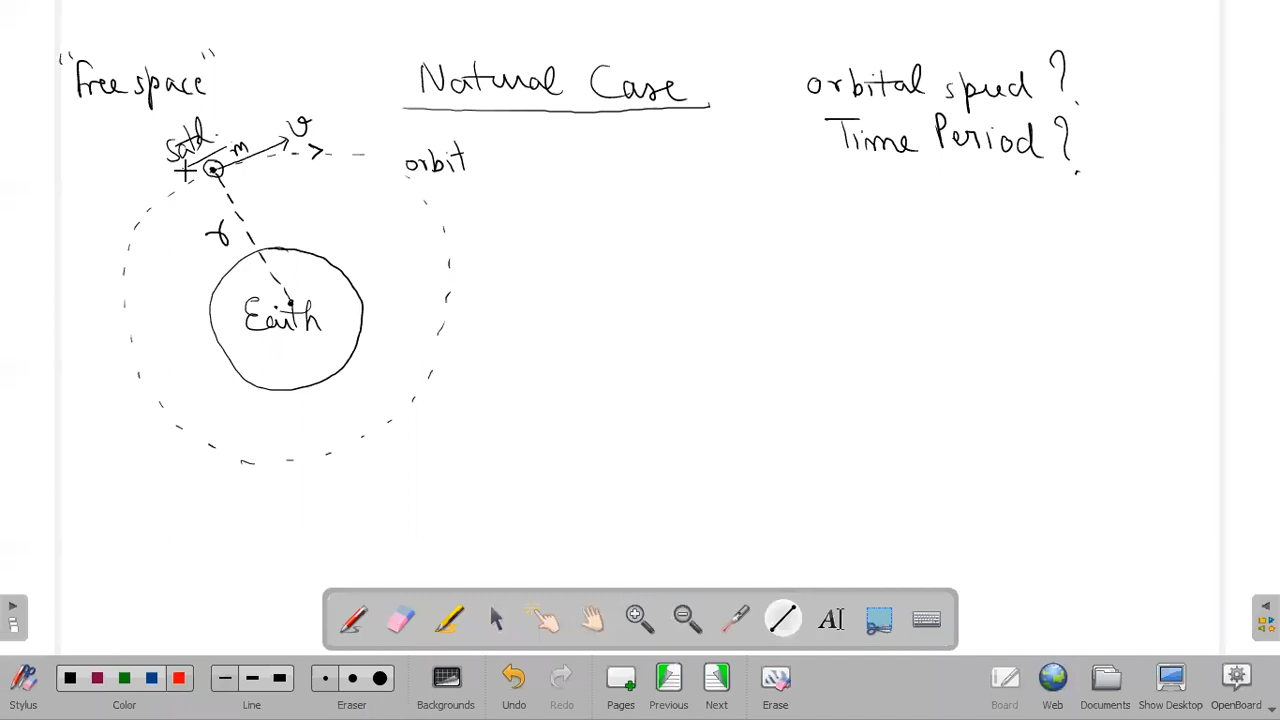 "Free space"
Natural Case
orbital speed ?
Time Period ?
Satl.
m
v
orbit
r
Earth
Stylus
Color
Line
Eraser
Backgrounds
Undo
Redo
Pages
Previous
Next
Erase
Board
Web
Documents
Show Desktop
OpenBoard